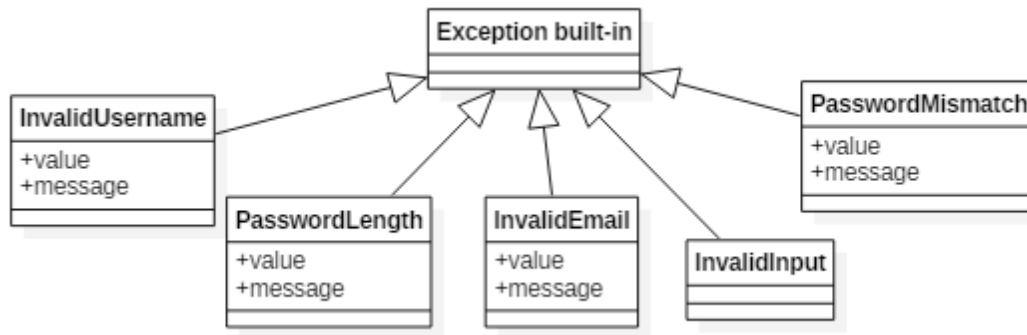 Exception built-in
InvalidUsername
+value
+message
PasswordLength
+value
+message
InvalidEmail
+value
+message
InvalidInput
PasswordMismatch
+value
+message